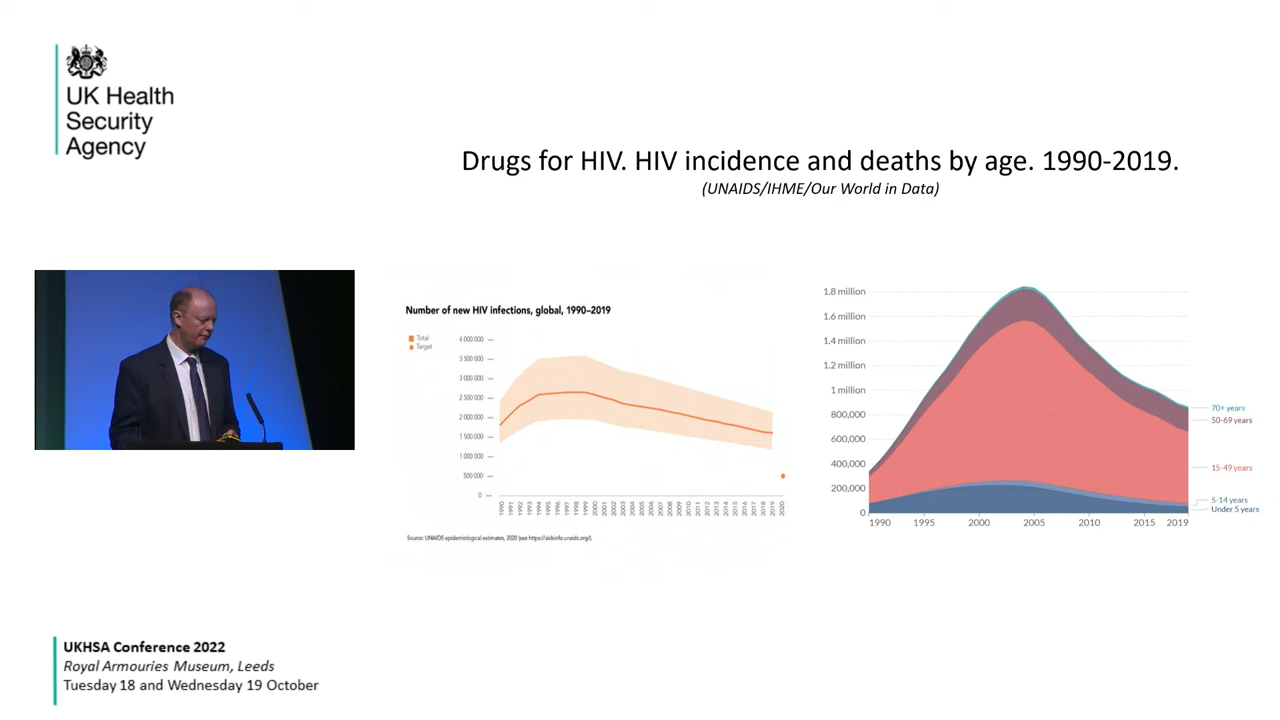 UK Health
Security
Agency
Drugs for HIV. HIV incidence and deaths by age. 1990-2019.
(UNAIDS/IHME/Our World in Data)
Number of new HIV infections, global, 1990–2019
Total
Target
4 000 000
3 500 000
3 000 000
2 500 000
2 000 000
1 500 000
1 000 000
500 000
0
1990 1991 1992 1993 1994 1995 1996 1997 1998 1999 2000 2001 2002 2003 2004 2005 2006 2007 2008 2009 2010 2011 2012 2013 2014 2015 2016 2017 2018 2019 2020
Source: UNAIDS epidemiological estimates, 2020 (see https://aidsinfo.unaids.org/).
1.8 million
1.6 million
1.4 million
1.2 million
1 million
800,000
600,000
400,000
200,000
0
1990 1995 2000 2005 2010 2015 2019
70+ years
50-69 years
15-49 years
5-14 years
Under 5 years
UKHSA Conference 2022
Royal Armouries Museum, Leeds
Tuesday 18 and Wednesday 19 October